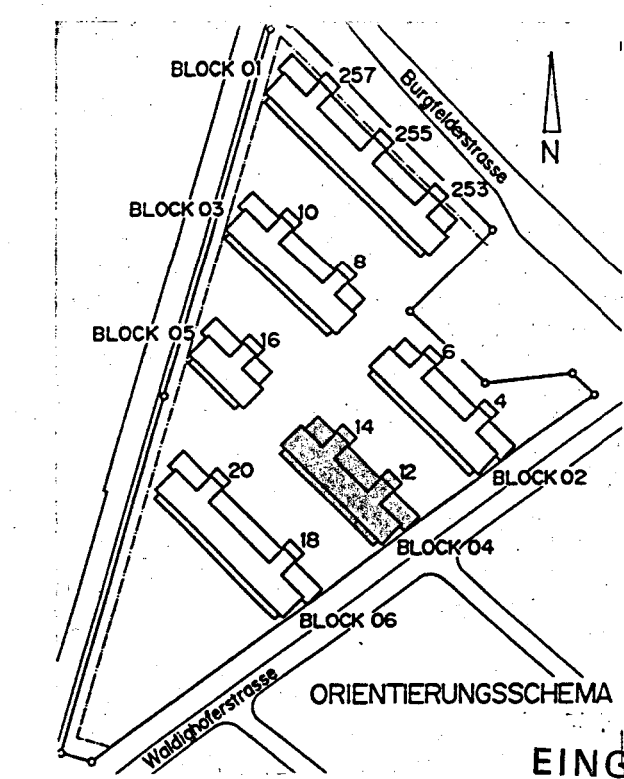 BLOCK 01
257
Burgfelderstrasse
255
N
253
BLOCK 03
10
8
BLOCK 05
16
6
4
14
20
12
BLOCK 02
18
BLOCK 04
BLOCK 06
Waldighoferstrasse
ORIENTIERUNGSSCHEMA
EING